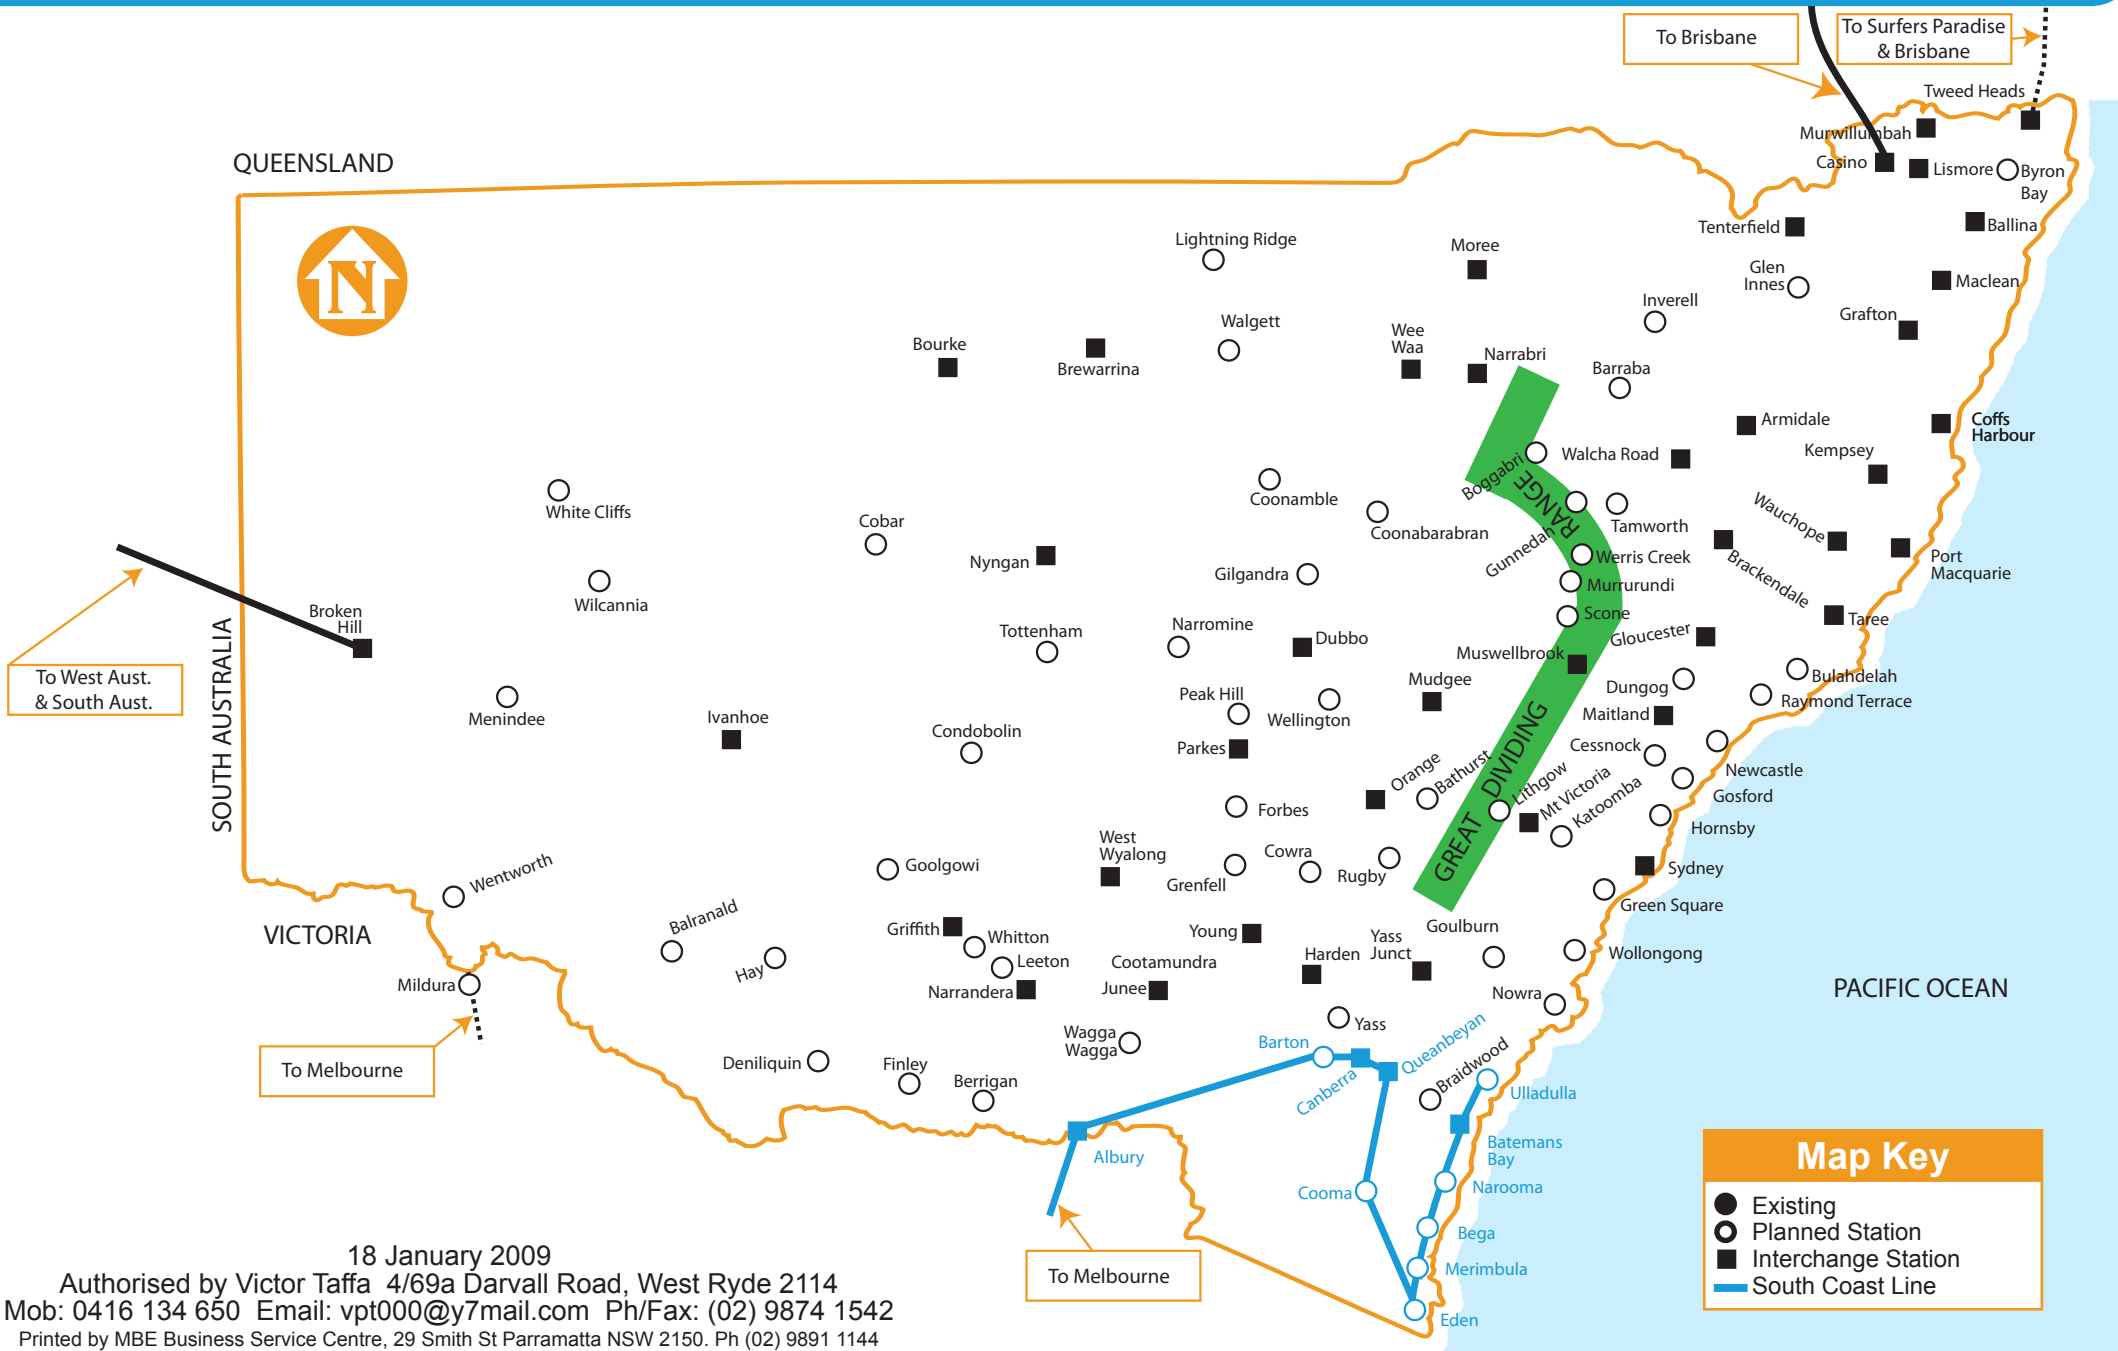 To Brisbane
To Surfers Paradise
& Brisbane
Tweed Heads
Murwillumbah
Casino
Lismore
Byron
Bay
QUEENSLAND
N
Tenterfield
Ballina
Lightning Ridge
Moree
Glen
Innes
Maclean
Inverell
Grafton
Walgett
Wee
Waa
Bourke
Brewarrina
Narrabri
Barraba
Armidale
Coffs
Harbour
Kempsey
Walcha Road
Boggabri
White Cliffs
Coonamble
Cobar
Coonabarabran
Tamworth
Wauchope
Gunnedah
Nyngan
Gilgandra
Werris Creek
Murrurundi
Brackendale
Port
Macquarie
Wilcannia
Broken
Hill
Scone
Taree
Tottenham
Narromine
Dubbo
Gloucester
Muswellbrook
To West Aust.
& South Aust.
SOUTH AUSTRALIA
Menindee
Ivanhoe
Peak Hill
Wellington
Mudgee
Dungog
Bulahdelah
Raymond Terrace
Maitland
Condobolin
Parkes
Cessnock
Newcastle
Gosford
Orange
Bathurst
Lithgow
Mt Victoria
Katoomba
GREAT DIVIDING RANGE
Forbes
Hornsby
West
Wyalong
Goolgowi
Grenfell
Cowra
Rugby
Sydney
Wentworth
Green Square
Balranald
VICTORIA
Griffith
Whitton
Young
Goulburn
Yass
Junct
Harden
Wollongong
Hay
Leeton
Cootamundra
Mildura
Narrandera
Junee
Nowra
PACIFIC OCEAN
Wagga
Wagga
Yass
Barton
Queanbeyan
Canberra
Braidwood
To Melbourne
Deniliquin
Finley
Berrigan
Ulladulla
Albury
Batemans
Bay
Cooma
Narooma
Bega
Merimbula
Eden
To Melbourne
Map Key
Existing
Planned Station
Interchange Station
South Coast Line
18 January 2009
Authorised by Victor Taffa 4/69a Darvall Road, West Ryde 2114
Mob: 0416 134 650 Email: vpt000@y7mail.com Ph/Fax: (02) 9874 1542
Printed by MBE Business Service Centre, 29 Smith St Parramatta NSW 2150. Ph (02) 9891 1144